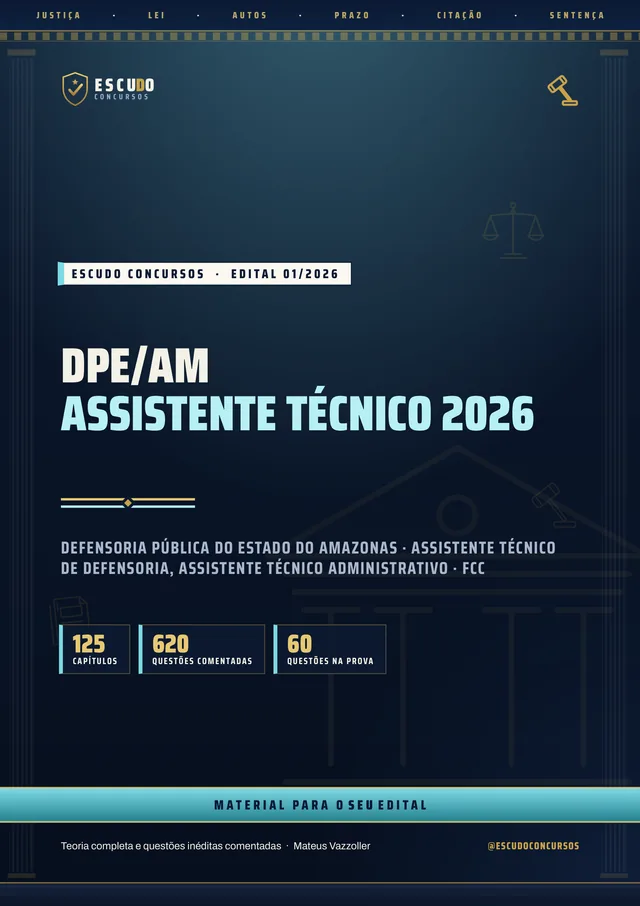 JUSTIÇA · LEI · AUTOS · PRAZO · CITAÇÃO · SENTENÇA
ESCUDO
CONCURSOS
ESCUDO CONCURSOS · EDITAL 01/2026
DPE/AM
ASSISTENTE TÉCNICO 2026
DEFENSORIA PÚBLICA DO ESTADO DO AMAZONAS · ASSISTENTE TÉCNICO
DE DEFENSORIA, ASSISTENTE TÉCNICO ADMINISTRATIVO · FCC
125 620 60
CAPÍTULOS QUESTÕES COMENTADAS QUESTÕES NA PROVA
MATERIAL PARA O SEU EDITAL
Teoria completa e questões inéditas comentadas · Mateus Vazzoller @ESCUDOCONCURSOS